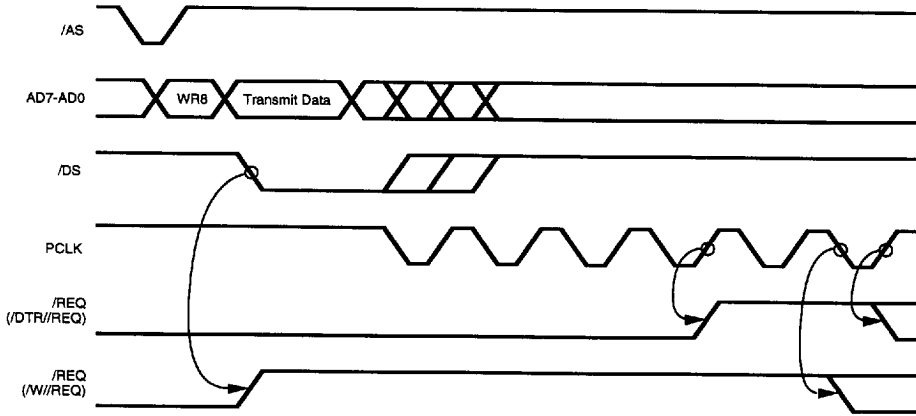 /AS
AD7-AD0
WR8
Transmit Data
/DS
PCLK
/REQ
(/DTR//REQ)
/REQ
(/W//REQ)